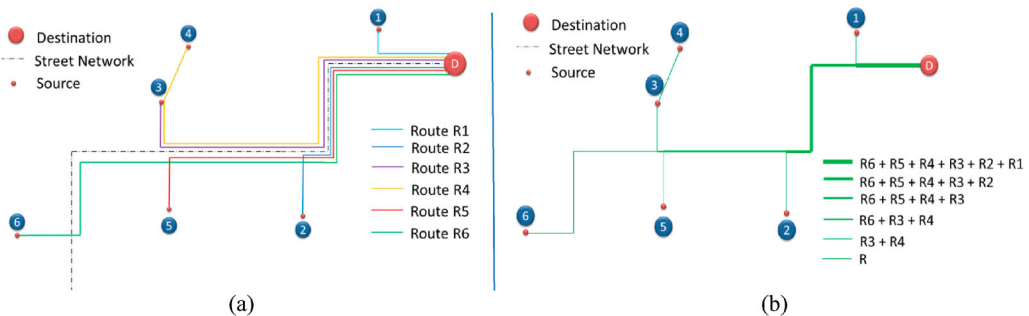 Destination
Street Network
Source
4
1
D
3
Route R1
Route R2
Route R3
Route R4
Route R5
Route R6
6
5
2
(a)
Destination
Street Network
Source
4
1
D
3
R6 + R5 + R4 + R3 + R2 + R1
R6 + R5 + R4 + R3 + R2
R6 + R5 + R4 + R3
R6 + R3 + R4
R3 + R4
R
6
5
2
(b)